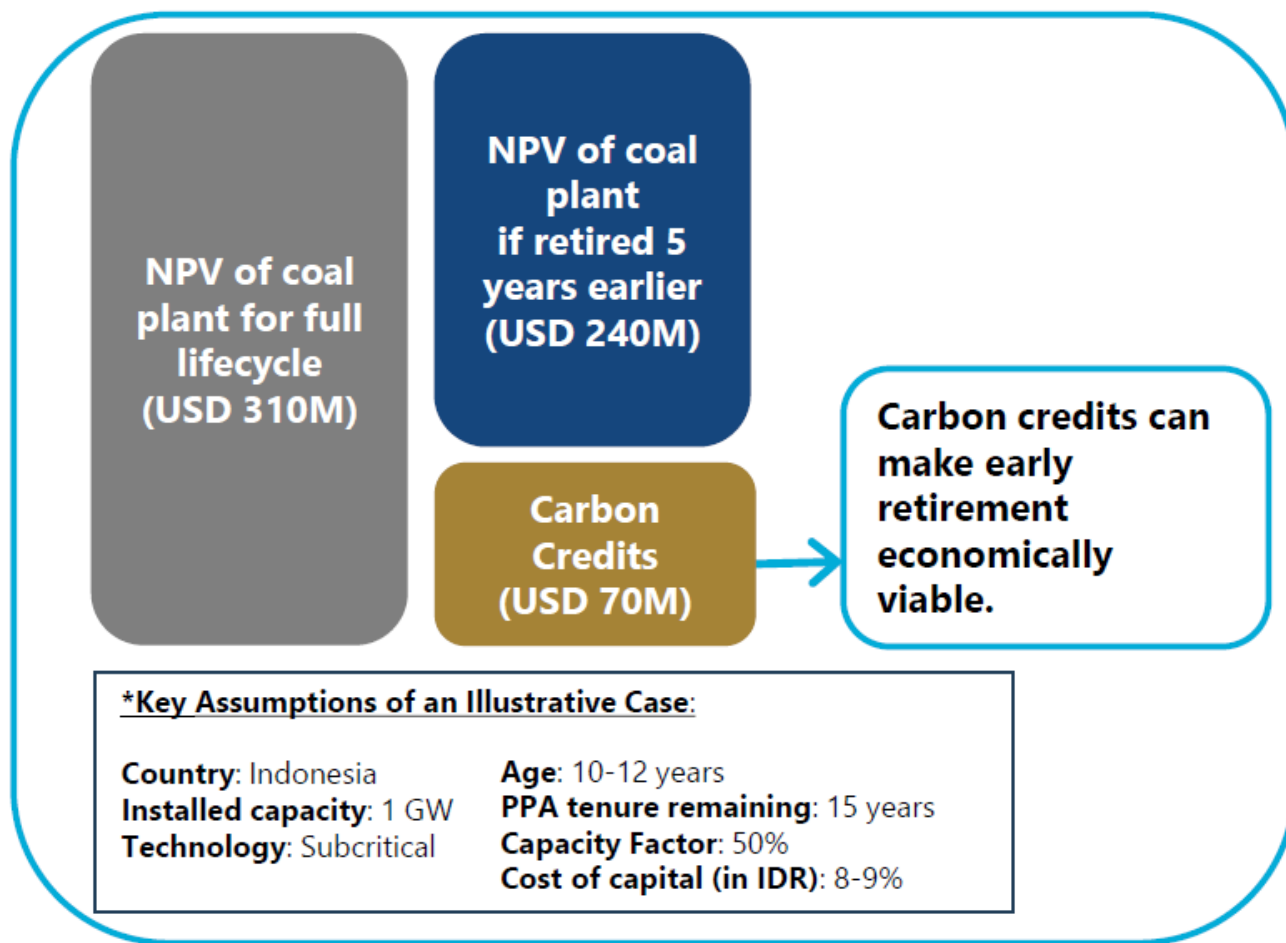 NPV of coal
plant for full
lifecycle
(USD 310M)
NPV of coal
plant
if retired 5
years earlier
(USD 240M)
Carbon
Credits
(USD 70M)
Carbon credits can
make early
retirement
economically
viable.
*Key Assumptions of an Illustrative Case:
Country: Indonesia
Installed capacity: 1 GW
Technology: Subcritical
Age: 10-12 years
PPA tenure remaining: 15 years
Capacity Factor: 50%
Cost of capital (in IDR): 8-9%